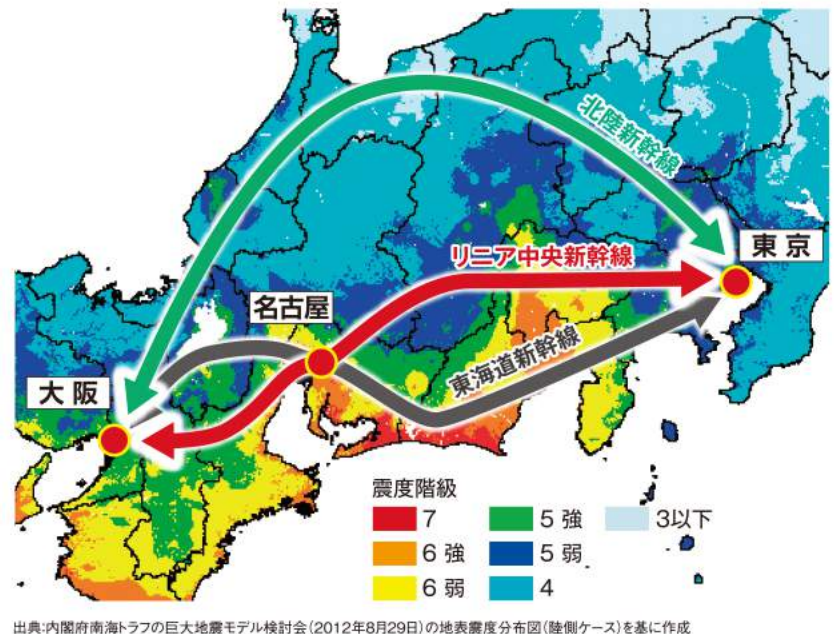 北陸新幹線
東京
リニア中央新幹線
名古屋
東海道新幹線
大阪
震度階級
7 5強 3以下
6強 5弱
6弱 4
出典:内閣府南海トラフの巨大地震モデル検討会(2012年8月29日)の地表震度分布図(陸側ケース)を基に作成